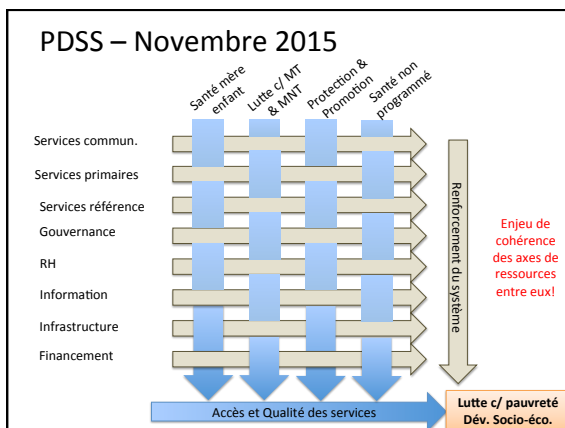 PDSS – Novembre 2015
Santé mère
enfant
Lutte c/ MT
& MNT
Protection &
Promotion
Santé non
programmé
Services commun.
Services primaires
Services référence
Gouvernance
RH
Information
Infrastructure
Financement
Renforcement du système
Enjeu de
cohérence
des axes de
ressources
entre eux!
Accès et Qualité des services
Lutte c/ pauvreté
Dév. Socio-éco.